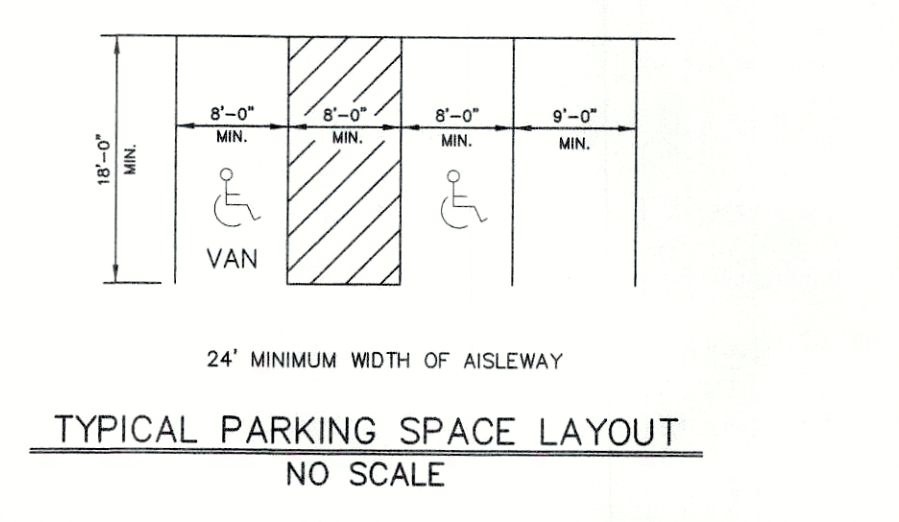 8'-0" 8'-0" 8'-0" 9'-0"
MIN. MIN. MIN. MIN.
18'-0"
MIN.
VAN
24' MINIMUM WIDTH OF AISLEWAY
TYPICAL PARKING SPACE LAYOUT
NO SCALE